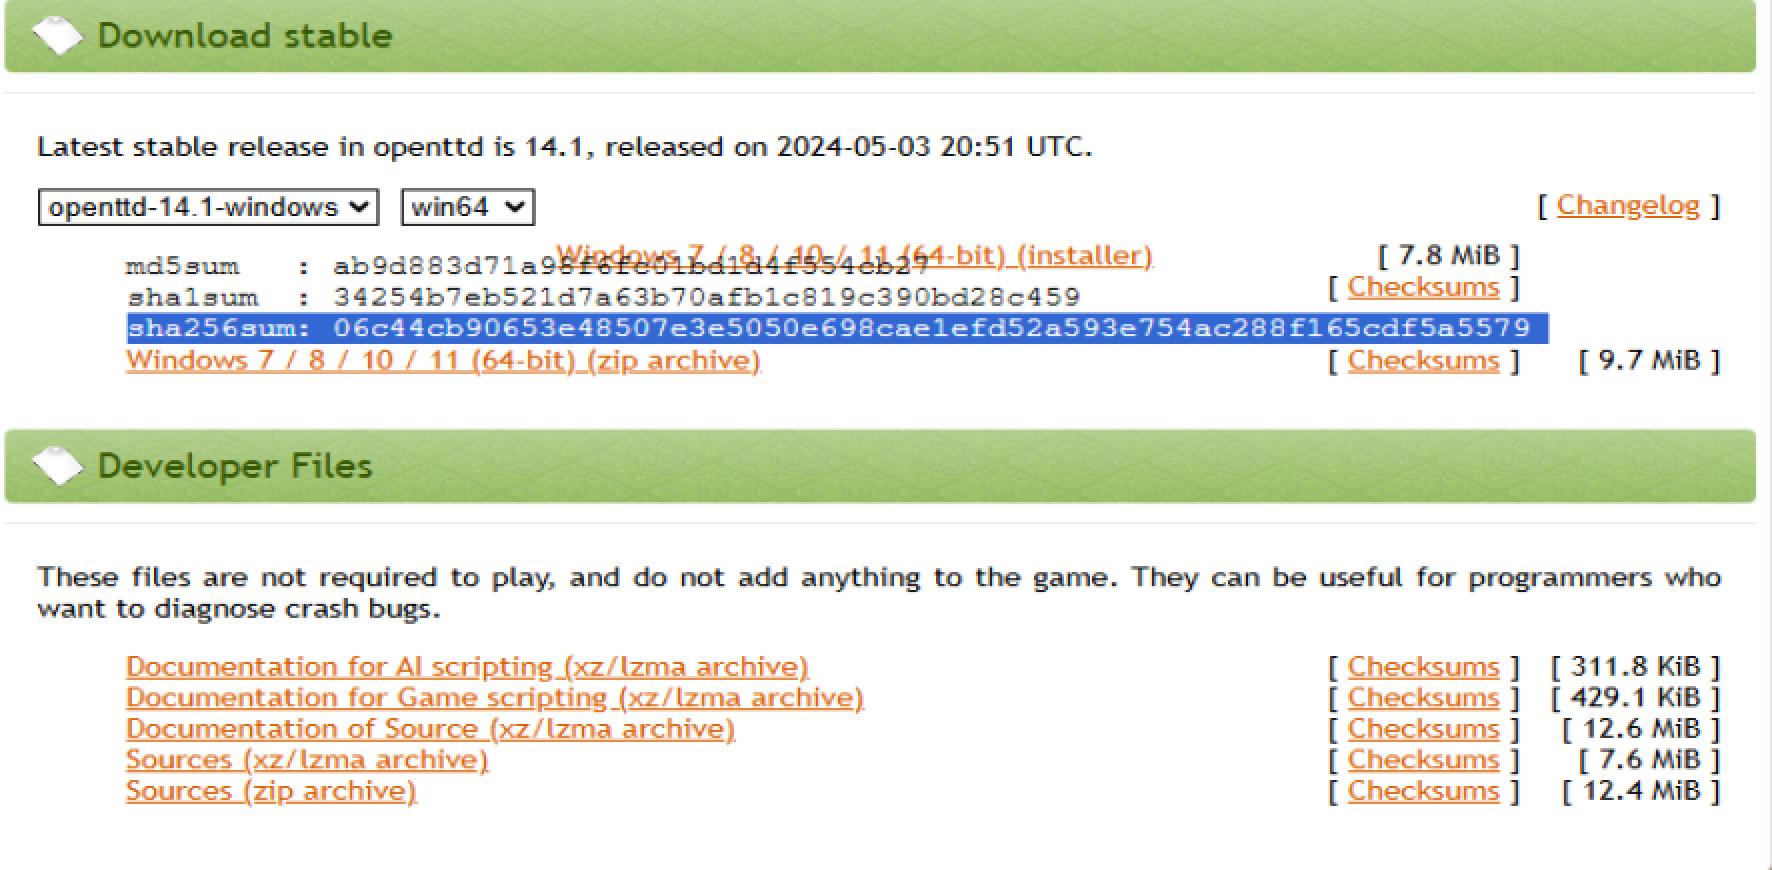 Download stable
Latest stable release in openttd is 14.1, released on 2024-05-03 20:51 UTC.
openttd-14.1-windows win64 [ Changelog ]
Windows 7 / 8 / 10 / 11 (64-bit) (installer) [ 7.8 MiB ]
md5sum : ab9d883d71a98f6fe01bd1d4f554cb27
[ Checksums ]
sha1sum : 34254b7eb521d7a63b70afb1c819c390bd28c459
sha256sum: 06c44cb90653e48507e3e5050e698cae1efd52a593e754ac288f165cdf5a5579
Windows 7 / 8 / 10 / 11 (64-bit) (zip archive) [ Checksums ] [ 9.7 MiB ]
Developer Files
These files are not required to play, and do not add anything to the game. They can be useful for programmers who
want to diagnose crash bugs.
Documentation for AI scripting (xz/lzma archive) [ Checksums ] [ 311.8 KiB ]
Documentation for Game scripting (xz/lzma archive) [ Checksums ] [ 429.1 KiB ]
Documentation of Source (xz/lzma archive) [ Checksums ] [ 12.6 MiB ]
Sources (xz/lzma archive) [ Checksums ] [ 7.6 MiB ]
Sources (zip archive) [ Checksums ] [ 12.4 MiB ]